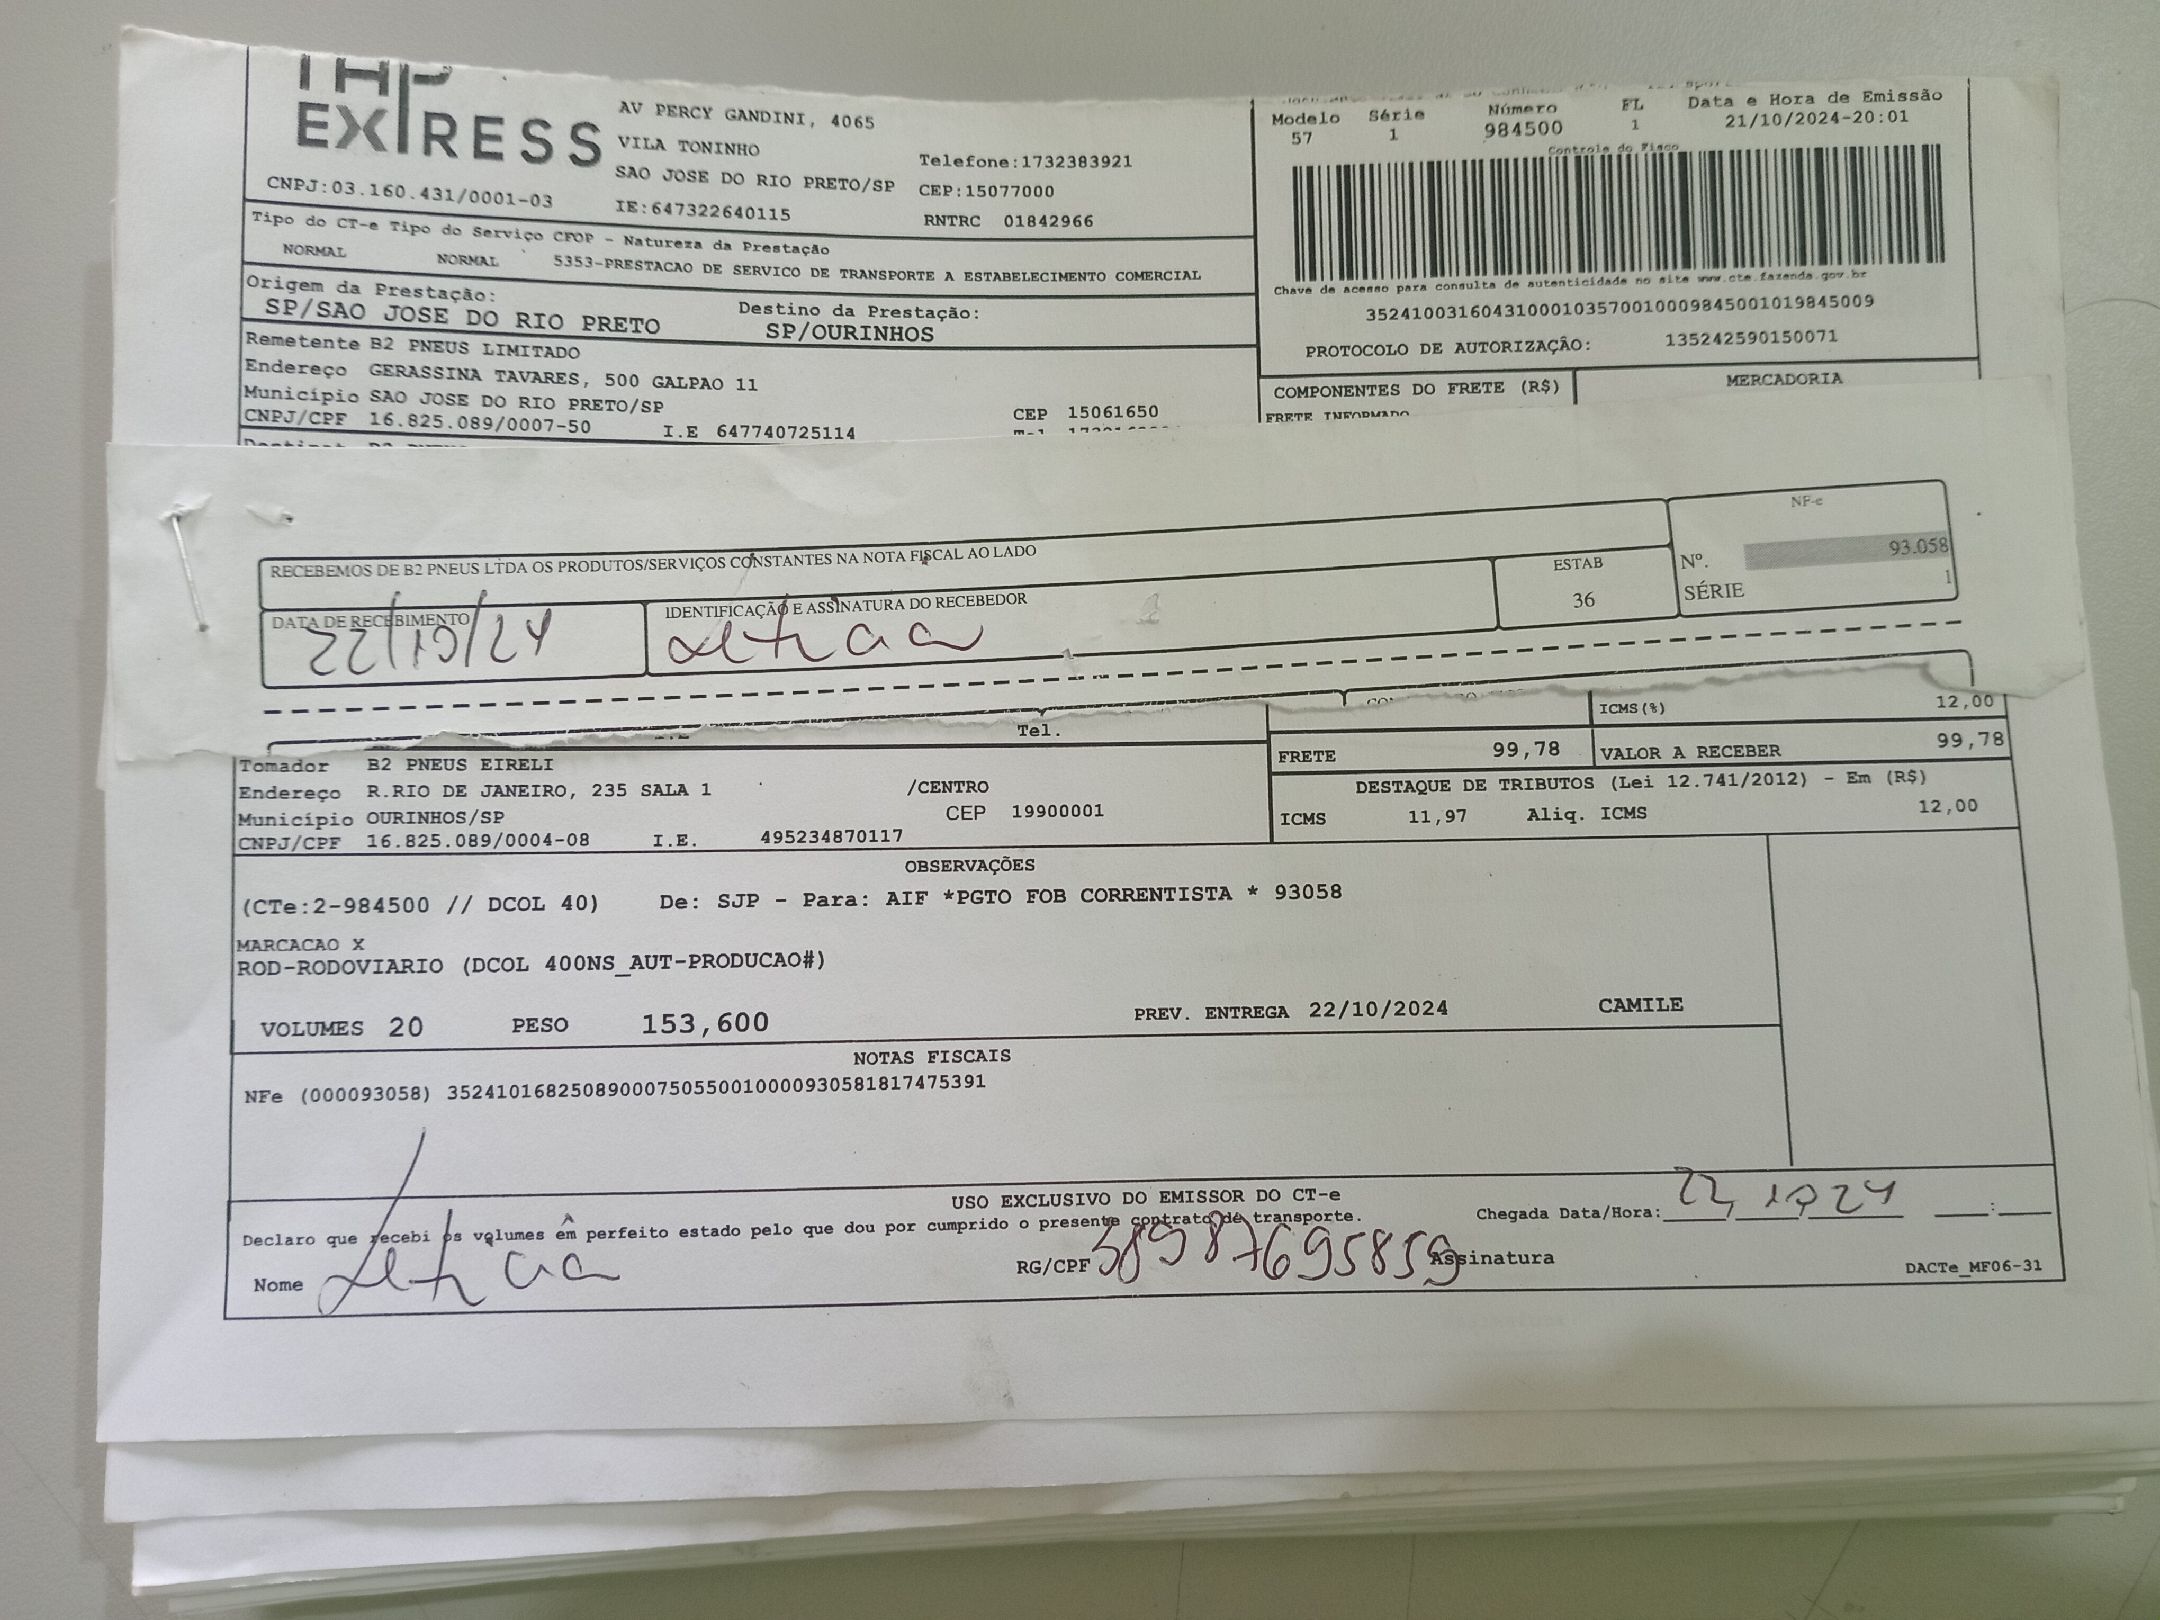 EXPRESS
AV PERCY GANDINI, 4065
VILA TONINHO
SAO JOSE DO RIO PRETO/SP
IE:647322640115
Telefone:1732383921
CEP:15077000
RNTRC 01842966
CNPJ:03.160.431/0001-03
Modelo Série Número FL Data e Hora de Emissão
57 1 984500 1 21/10/2024-20:01
Controle do Fisco
Chave de acesso para consulta de autenticidade no site www.cte.fazenda.gov.br
35241003160431000103570010009845001019845009
PROTOCOLO DE AUTORIZAÇÃO: 135242590150071
Tipo do CT-e Tipo do Serviço CFOP - Natureza da Prestação
NORMAL NORMAL 5353-PRESTACAO DE SERVICO DE TRANSPORTE A ESTABELECIMENTO COMERCIAL
Origem da Prestação: Destino da Prestação:
SP/SAO JOSE DO RIO PRETO SP/OURINHOS
Remetente B2 PNEUS LIMITADO
Endereço GERASSINA TAVARES, 500 GALPAO 11
Município SAO JOSE DO RIO PRETO/SP CEP 15061650
CNPJ/CPF 16.825.089/0007-50 I.E 647740725114
COMPONENTES DO FRETE (R$) MERCADORIA
FRETE INFORMADO
RECEBEMOS DE B2 PNEUS LTDA OS PRODUTOS/SERVIÇOS CONSTANTES NA NOTA FISCAL AO LADO
DATA DE RECEBIMENTO IDENTIFICAÇÃO E ASSINATURA DO RECEBEDOR
22/10/24
ESTAB
36
NF-e
Nº. 93.058
SÉRIE 1
Tel.
ICMS(%) 12,00
FRETE 99,78 VALOR A RECEBER 99,78
Tomador B2 PNEUS EIRELI
Endereço R.RIO DE JANEIRO, 235 SALA 1 /CENTRO
Município OURINHOS/SP CEP 19900001
CNPJ/CPF 16.825.089/0004-08 I.E. 495234870117
DESTAQUE DE TRIBUTOS (Lei 12.741/2012) - Em (R$)
ICMS 11,97 Aliq. ICMS 12,00
OBSERVAÇÕES
(CTe:2-984500 // DCOL 40) De: SJP - Para: AIF *PGTO FOB CORRENTISTA * 93058
MARCACAO X
ROD-RODOVIARIO (DCOL 400NS_AUT-PRODUCAO#)
VOLUMES 20 PESO 153,600 PREV. ENTREGA 22/10/2024 CAMILE
NOTAS FISCAIS
NFe (000093058) 35241016825089000750550010000930581817475391
USO EXCLUSIVO DO EMISSOR DO CT-e
Declaro que recebi os volumes em perfeito estado pelo que dou por cumprido o presente contrato de transporte.
Chegada Data/Hora: 22 10 24 :
Nome RG/CPF 38987695859 Assinatura
DACTe_MF06-31